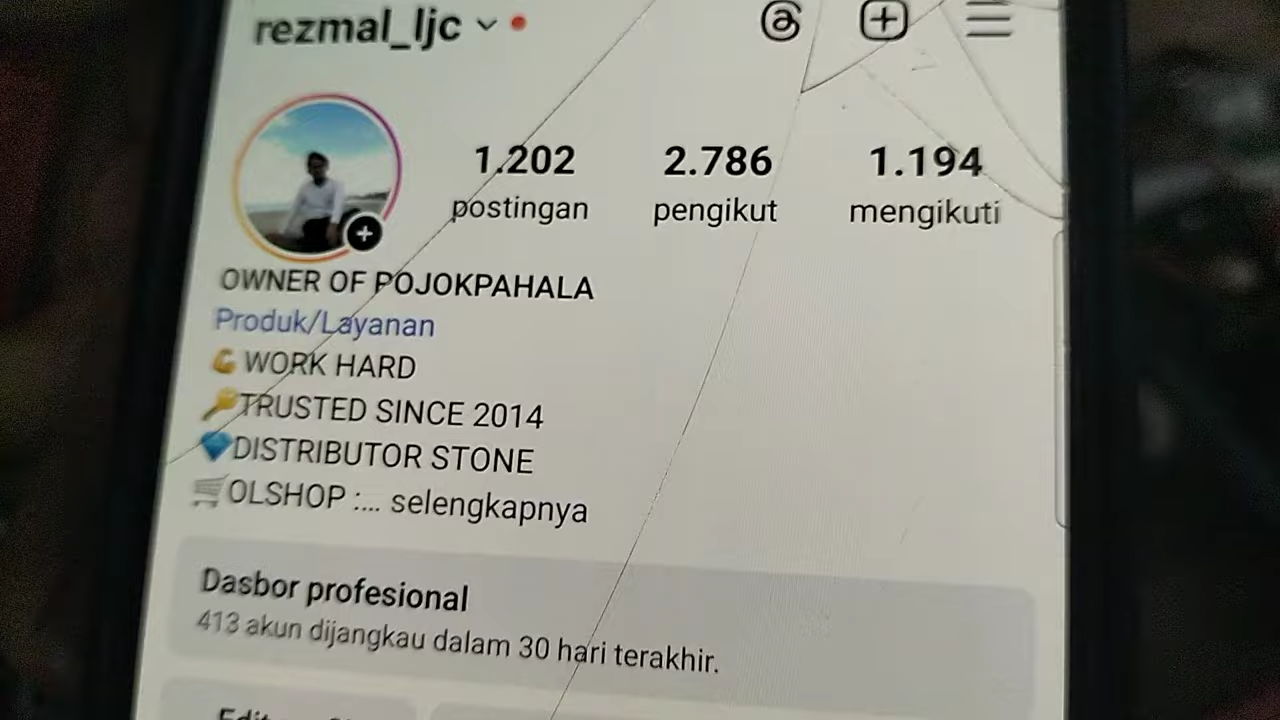 rezmal_ljc
1.202 2.786 1.194
postingan pengikut mengikuti
OWNER OF POJOKPAHALA
Produk/Layanan
💪 WORK HARD
🔑TRUSTED SINCE 2014
💎DISTRIBUTOR STONE
🛒OLSHOP :... selengkapnya
Dasbor profesional
413 akun dijangkau dalam 30 hari terakhir.